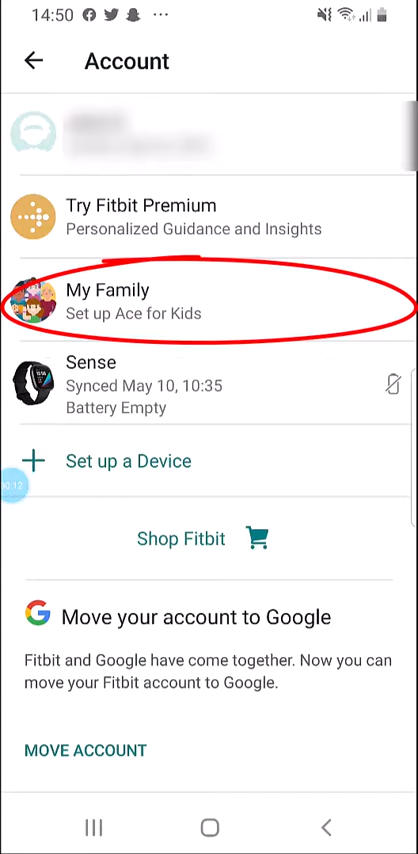 14:50
Account
Try Fitbit Premium
Personalized Guidance and Insights
My Family
Set up Ace for Kids
Sense
Synced May 10, 10:35
Battery Empty
Set up a Device
00:12
Shop Fitbit
Move your account to Google
Fitbit and Google have come together. Now you can
move your Fitbit account to Google.
MOVE ACCOUNT